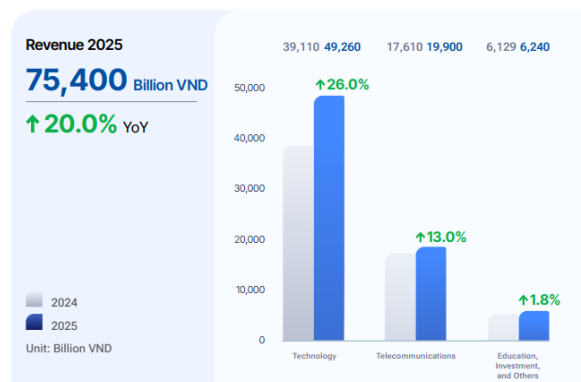 Revenue 2025
75,400 Billion VND
↑ 20.0% YoY
2024
2025
Unit: Billion VND
39,110 49,260
17,610 19,900
6,129 6,240
50,000
40,000
30,000
20,000
10,000
0
↑26.0%
↑13.0%
↑1.8%
Technology
Telecommunications
Education,
Investment,
and Others